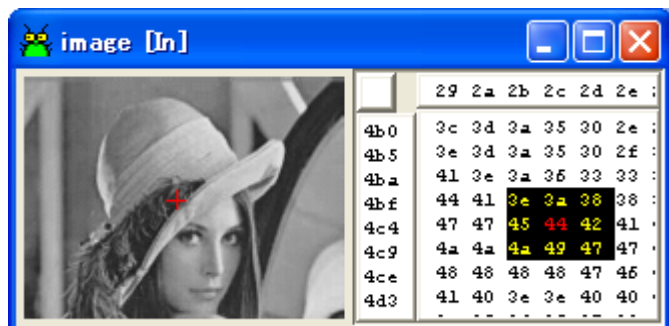 image [In]
29 2a 2b 2c 2d 2e
4b0 3c 3d 3a 35 30 2e
4b5 3e 3d 3a 35 30 2f
4ba 41 3e 3a 36 33 33
4bf 44 41 3e 3a 38 38
4c4 47 47 45 44 42 41
4c9 4a 4a 4a 49 47 47
4ce 48 48 48 48 47 46
4d3 41 40 3e 3e 40 40